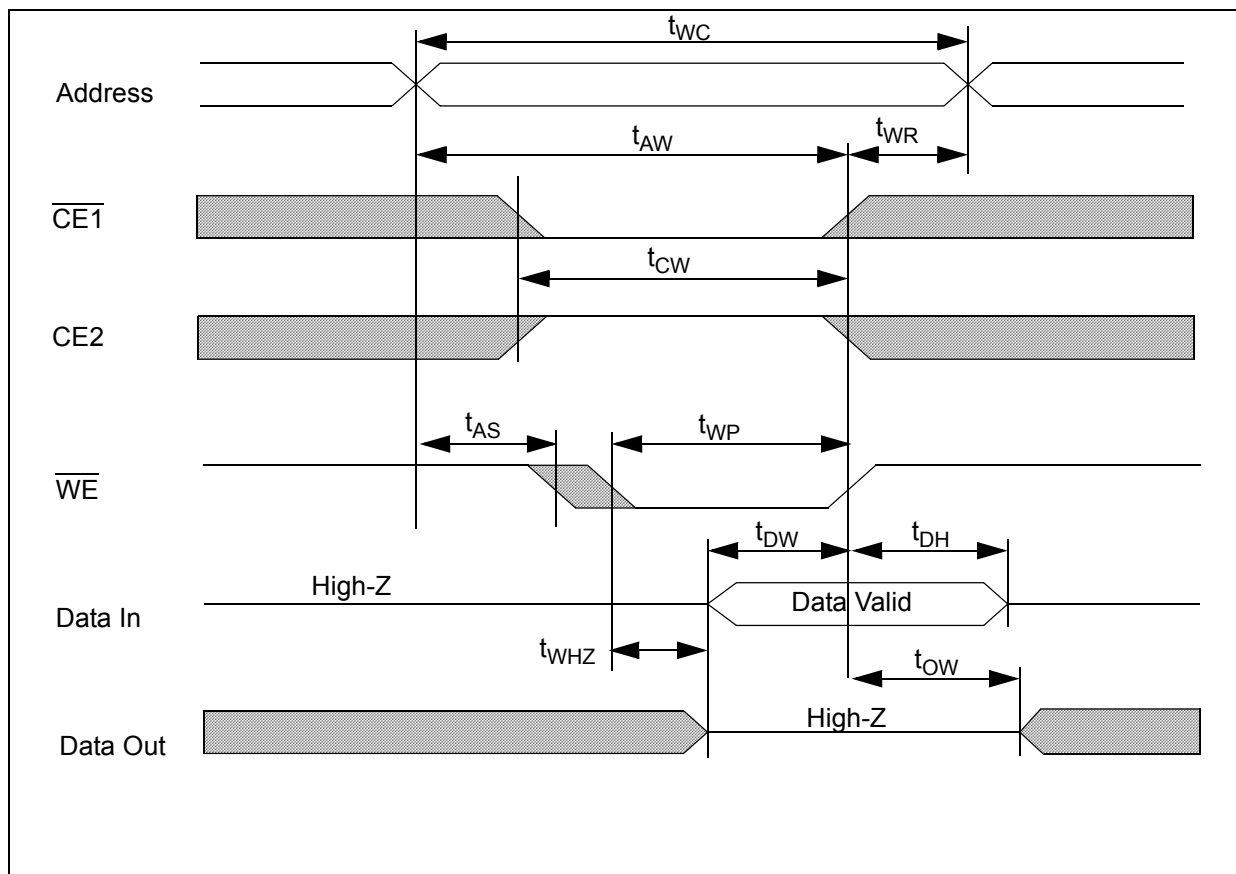 tWC
Address
tAW
tWR
CE1
tCW
CE2
tAS
tWP
WE
tDW
tDH
High-Z
Data Valid
Data In
tWHZ
tOW
High-Z
Data Out